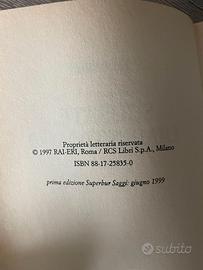 Proprietà letteraria riservata
© 1997 RAI-ERI, Roma / RCS Libri S.p.A., Milano
ISBN 88-17-25835-0
prima edizione Superbur Saggi: giugno 1999
subito